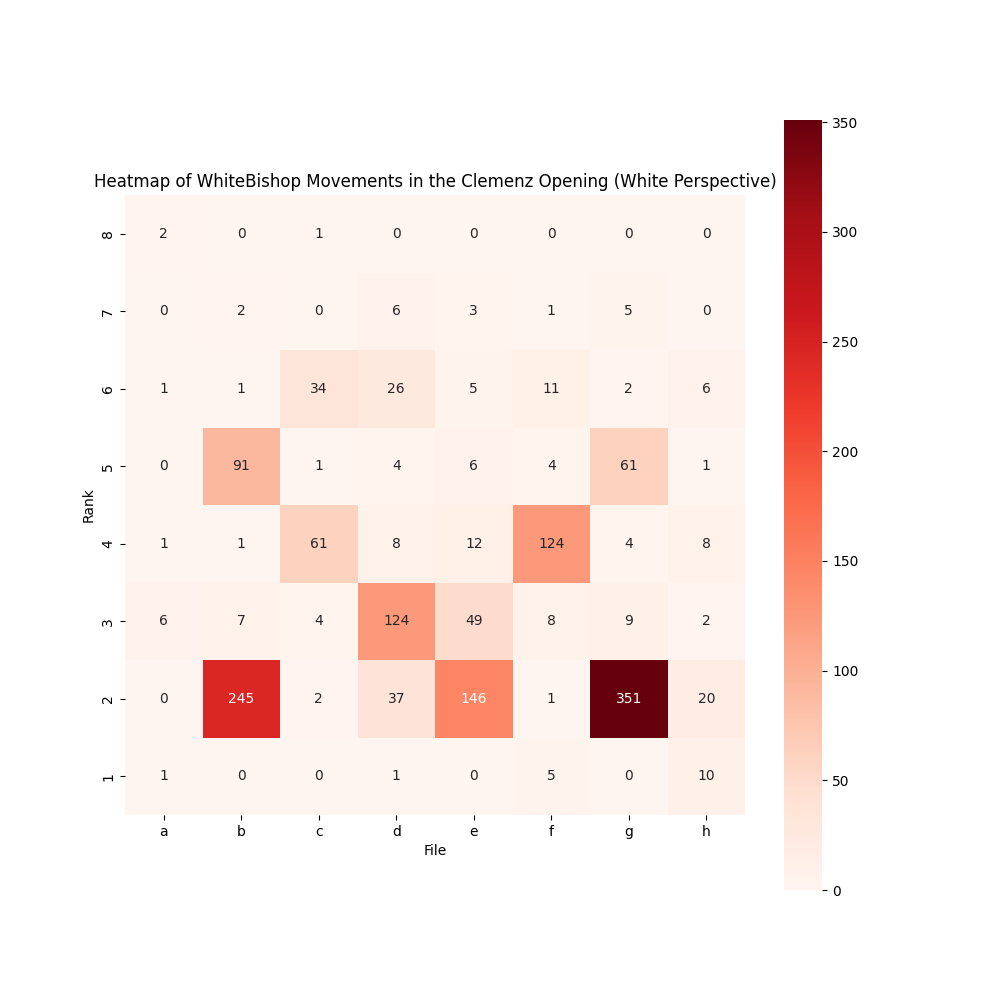 Heatmap of WhiteBishop Movements in the Clemenz Opening (White Perspective)
Rank
8 2 0 1 0 0 0 0 0
7 0 2 0 6 3 1 5 0
6 1 1 34 26 5 11 2 6
5 0 91 1 4 6 4 61 1
4 1 1 61 8 12 124 4 8
3 6 7 4 124 49 8 9 2
2 0 245 2 37 146 1 351 20
1 1 0 0 1 0 5 0 10
a b c d e f g h
File
350
300
250
200
150
100
50
0